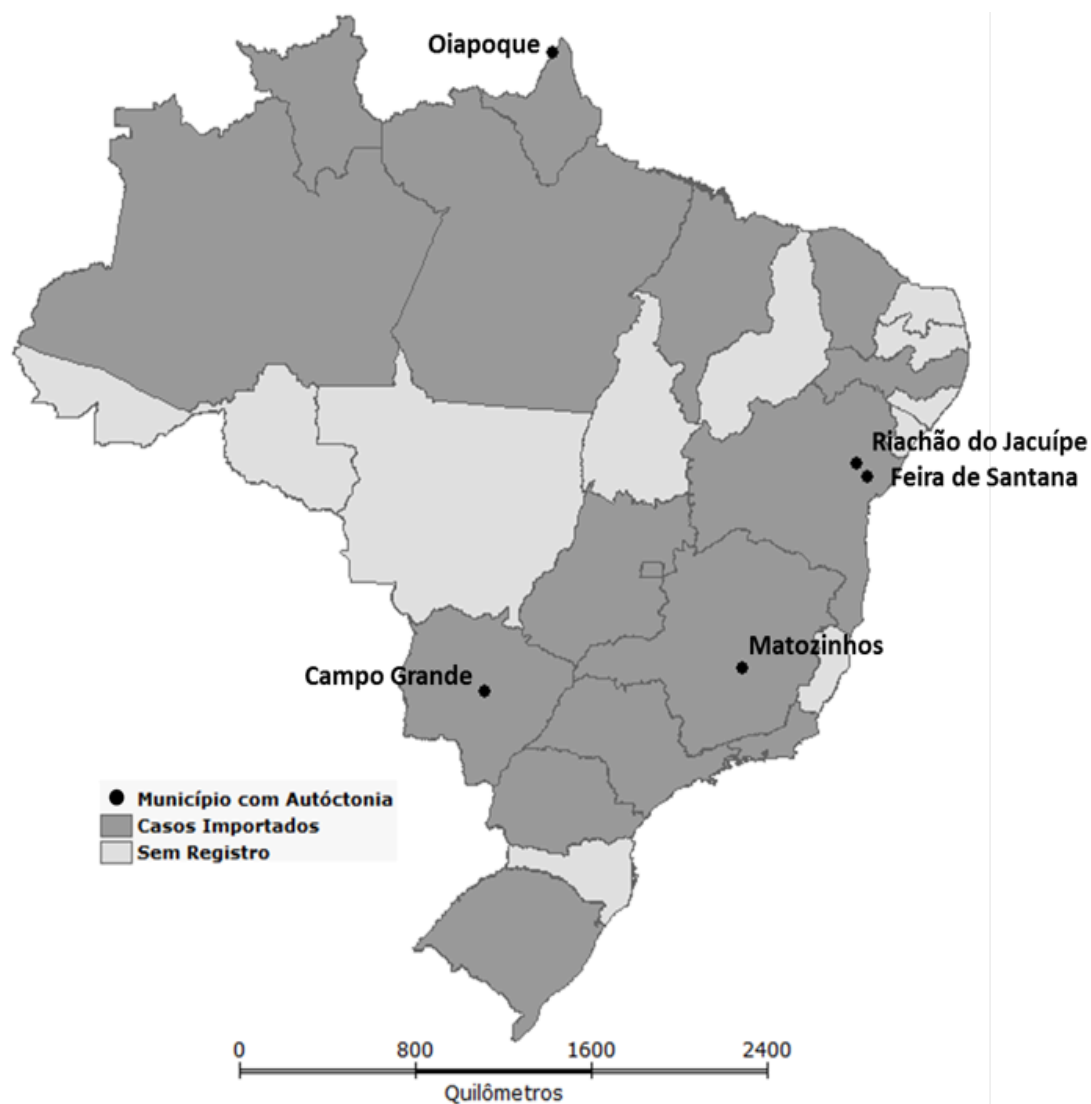 Oiapoque
Riachão do Jacuípe
Feira de Santana
Matozinhos
Campo Grande
Município com Autóctonia
Casos Importados
Sem Registro
0 800 1600 2400
Quilômetros